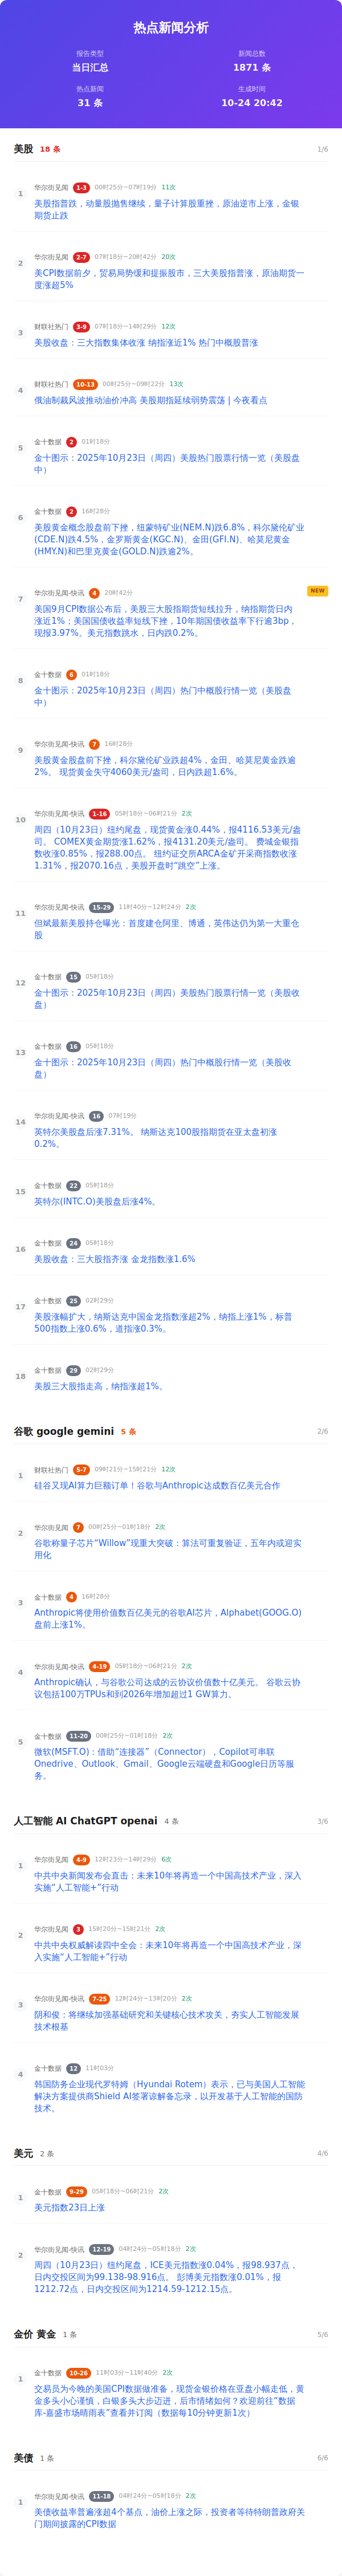 热点新闻分析
报告类型
新闻总数
当日汇总
1871 条
热点新闻
生成时间
31 条
10-24 20:42
美股 18 条 1/6
1
华尔街见闻 1-3 00时25分~07时19分 11次
美股指普跌，动量股抛售继续，量子计算股重挫，原油逆市上涨，金银
期货止跌
2
华尔街见闻 2-7 07时18分~20时42分 20次
美CPI数据前夕，贸易局势缓和提振股市，三大美股指普涨，原油期货一
度涨超5%
3
财联社热门 3-9 07时18分~14时29分 12次
美股收盘：三大指数集体收涨 纳指涨近1% 热门中概股普涨
4
财联社热门 10-13 00时25分~09时22分 13次
俄油制裁风波推动油价冲高 美股期指延续弱势震荡 | 今夜看点
5
金十数据 2 01时18分
金十图示：2025年10月23日（周四）美股热门股票行情一览（美股盘
中）
6
金十数据 2 16时28分
美股黄金概念股盘前下挫，纽蒙特矿业(NEM.N)跌6.8%，科尔黛伦矿业
(CDE.N)跌4.5%，金罗斯黄金(KGC.N)、金田(GFI.N)、哈莫尼黄金
(HMY.N)和巴里克黄金(GOLD.N)跌逾2%。
7
华尔街见闻-快讯 4 20时42分
NEW
美国9月CPI数据公布后，美股三大股指期货短线拉升，纳指期货日内
涨近1%；美国国债收益率短线下挫，10年期国债收益率下行逾3bp，
现报3.97%。美元指数跳水，日内跌0.2%。
8
金十数据 6 01时18分
金十图示：2025年10月23日（周四）热门中概股行情一览（美股盘
中）
9
华尔街见闻-快讯 7 16时28分
美股黄金股盘前下挫，科尔黛伦矿业跌超4%，金田、哈莫尼黄金跌逾
2%。 现货黄金失守4060美元/盎司，日内跌超1.6%。
10
华尔街见闻-快讯 1-16 05时18分~06时21分 2次
周四（10月23日）纽约尾盘，现货黄金涨0.44%，报4116.53美元/盎
司。 COMEX黄金期货涨1.62%，报4131.20美元/盎司。 费城金银指
数收涨0.85%，报288.00点。 纽约证交所ARCA金矿开采商指数收涨
1.31%，报2070.16点，美股开盘时“跳空”上涨。
11
华尔街见闻-快讯 15-29 11时40分~12时24分 2次
但斌最新美股持仓曝光：首度建仓阿里、博通，英伟达仍为第一大重仓
股
12
金十数据 15 05时18分
金十图示：2025年10月23日（周四）美股热门股票行情一览（美股收
盘）
13
金十数据 16 05时18分
金十图示：2025年10月23日（周四）热门中概股行情一览（美股收
盘）
14
华尔街见闻-快讯 16 07时19分
英特尔美股盘后涨7.31%。 纳斯达克100股指期货在亚太盘初涨
0.2%。
15
金十数据 22 05时18分
英特尔(INTC.O)美股盘后涨4%。
16
金十数据 24 05时18分
美股收盘：三大股指齐涨 金龙指数涨1.6%
17
金十数据 25 02时29分
美股涨幅扩大，纳斯达克中国金龙指数涨超2%，纳指上涨1%，标普
500指数上涨0.6%，道指涨0.3%。
18
金十数据 29 02时29分
美股三大股指走高，纳指涨超1%。
谷歌 google gemini 5 条 2/6
1
财联社热门 5-7 09时21分~15时21分 12次
硅谷又现AI算力巨额订单！谷歌与Anthropic达成数百亿美元合作
2
华尔街见闻 7 00时25分~01时18分 2次
谷歌称量子芯片“Willow”现重大突破：算法可重复验证，五年内或迎实
用化
3
金十数据 4 16时28分
Anthropic将使用价值数百亿美元的谷歌AI芯片，Alphabet(GOOG.O)
盘前上涨1%。
4
华尔街见闻-快讯 4-19 05时18分~06时21分 2次
Anthropic确认，与谷歌公司达成的云协议价值数十亿美元。 谷歌云协
议包括100万TPUs和到2026年增加超过1 GW算力。
5
金十数据 11-20 00时25分~01时18分 2次
微软(MSFT.O)：借助“连接器”（Connector），Copilot可串联
Onedrive、Outlook、Gmail、Google云端硬盘和Google日历等服
务。
人工智能 AI ChatGPT openai 4 条 3/6
1
华尔街见闻 4-9 12时23分~14时29分 6次
中共中央新闻发布会直击：未来10年将再造一个中国高技术产业，深入
实施“人工智能+”行动
2
华尔街见闻 3 15时20分~15时21分 2次
中共中央权威解读四中全会：未来10年将再造一个中国高技术产业，深
入实施“人工智能+”行动
3
华尔街见闻-快讯 7-25 12时24分~13时20分 2次
阴和俊：将继续加强基础研究和关键核心技术攻关，夯实人工智能发展
技术根基
4
金十数据 12 11时03分
韩国防务企业现代罗特姆（Hyundai Rotem）表示，已与美国人工智能
解决方案提供商Shield AI签署谅解备忘录，以开发基于人工智能的国防
技术。
美元 2 条 4/6
1
金十数据 9-29 05时18分~06时21分 2次
美元指数23日上涨
2
华尔街见闻-快讯 12-19 04时24分~05时18分 2次
周四（10月23日）纽约尾盘，ICE美元指数涨0.04%，报98.937点，
日内交投区间为99.138-98.916点。 彭博美元指数涨0.01%，报
1212.72点，日内交投区间为1214.59-1212.15点。
金价 黄金 1 条 5/6
1
金十数据 10-26 11时03分~11时40分 2次
交易员为今晚的美国CPI数据做准备，现货金银价格在亚盘小幅走低，黄
金多头小心谨慎，白银多头大步迈进，后市情绪如何？欢迎前往“数据
库-嘉盛市场晴雨表”查看并订阅（数据每10分钟更新1次）
美债 1 条 6/6
1
华尔街见闻-快讯 11-18 04时24分~05时18分 2次
美债收益率普遍涨超4个基点，油价上涨之际，投资者等待特朗普政府关
门期间披露的CPI数据